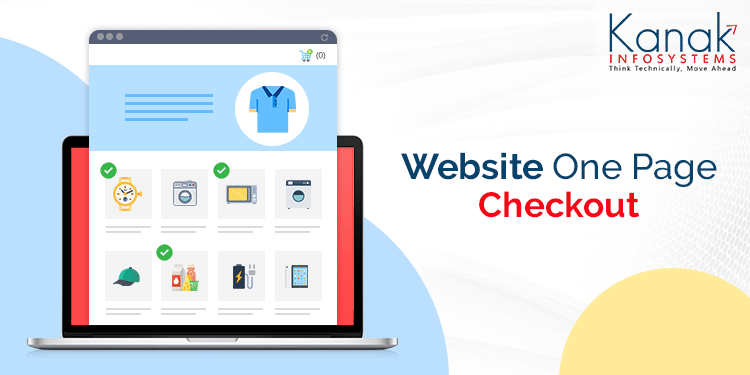 Kanak
INFOSYSTEMS
Think Technically, Move Ahead
(0)
Website One Page
Checkout